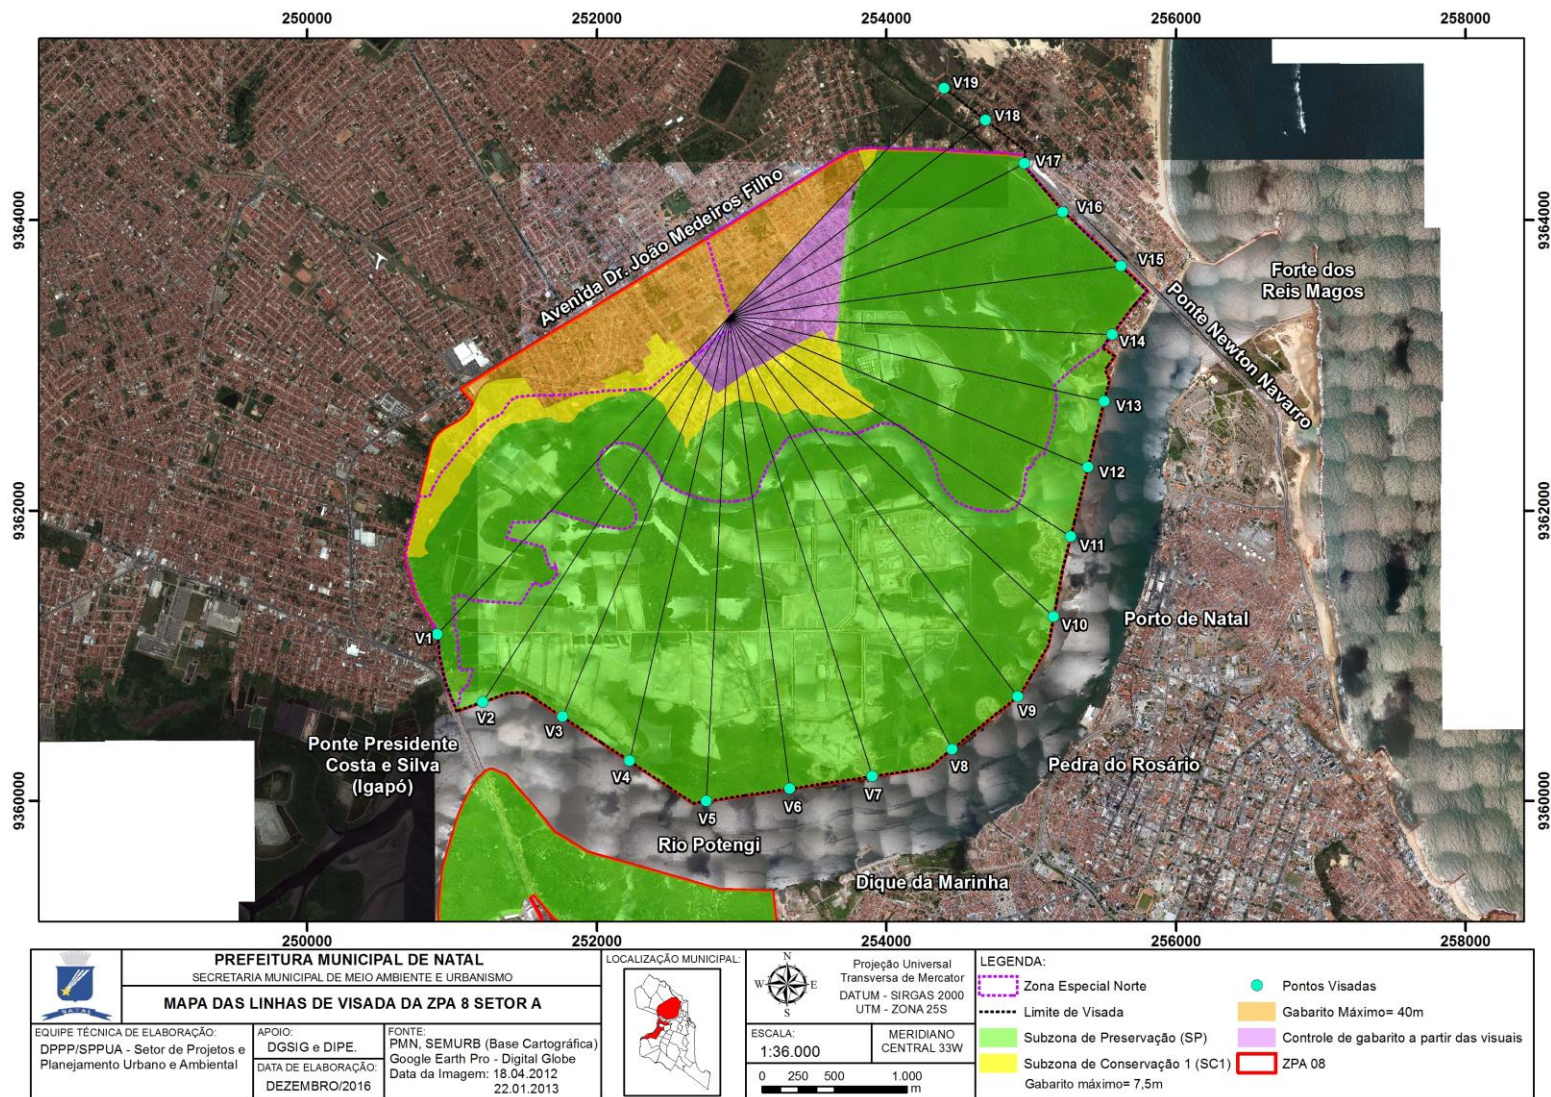 250000
252000
254000
256000
258000
V19
V18
V17
V16
V15
V14
V13
V12
V11
V10
V9
V8
V7
V6
V5
V4
V3
V2
V1
9364000
9362000
9360000
9364000
9362000
9360000
Avenida Dr. João Medeiros Filho
Forte dos
Reis Magos
Ponte Newton Navarro
Porto de Natal
Pedra do Rosário
Ponte Presidente
Costa e Silva
(Igapó)
Rio Potengi
Dique da Marinha
250000
252000
254000
256000
258000
NATAL
PREFEITURA MUNICIPAL DE NATAL
SECRETARIA MUNICIPAL DE MEIO AMBIENTE E URBANISMO
MAPA DAS LINHAS DE VISADA DA ZPA 8 SETOR A
EQUIPE TÉCNICA DE ELABORAÇÃO:
DPPP/SPPUA - Setor de Projetos e
Planejamento Urbano e Ambiental
APOIO:
DGSIG e DIPE.
DATA DE ELABORAÇÃO:
DEZEMBRO/2016
FONTE:
PMN, SEMURB (Base Cartográfica)
Google Earth Pro - Digital Globe
Data da Imagem: 18.04.2012
22.01.2013
LOCALIZAÇÃO MUNICIPAL:
N
W
E
S
Projeção Universal
Transversa de Mercator
DATUM - SIRGAS 2000
UTM - ZONA 25S
ESCALA:
1:36.000
MERIDIANO
CENTRAL 33W
0 250 500 1.000
m
LEGENDA:
Zona Especial Norte
Limite de Visada
Subzona de Preservação (SP)
Subzona de Conservação 1 (SC1)
Gabarito máximo= 7,5m
Pontos Visadas
Gabarito Máximo= 40m
Controle de gabarito a partir das visuais
ZPA 08